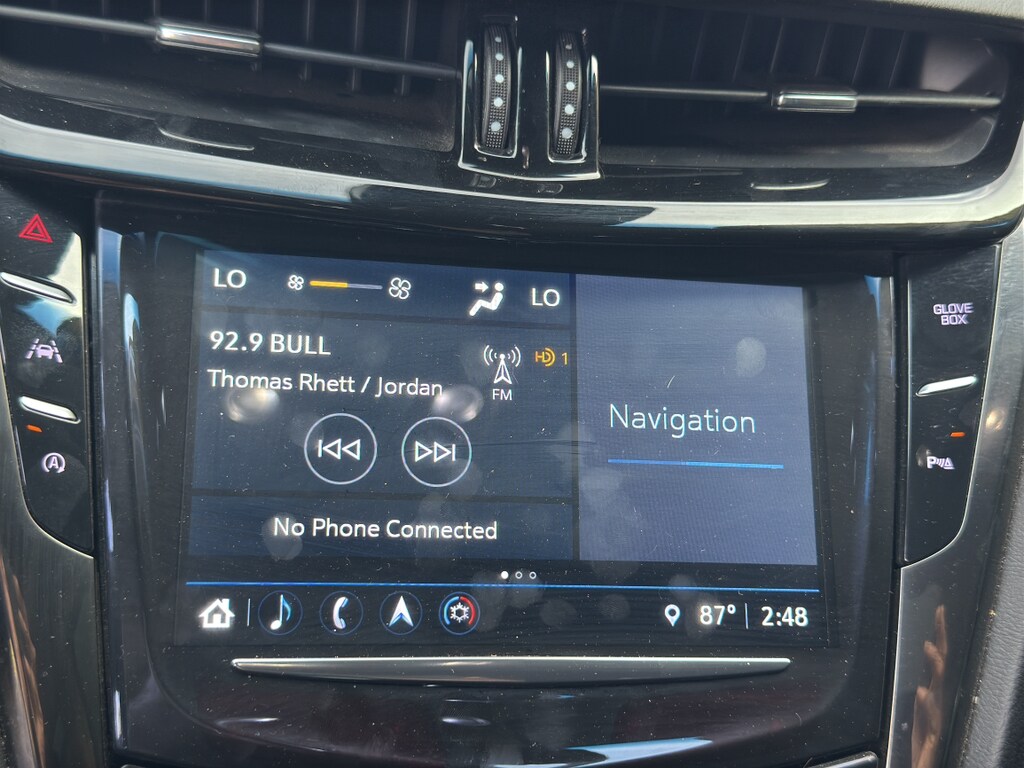 LO
LO
92.9 BULL
HD 1
Thomas Rhett / Jordan
FM
No Phone Connected
Navigation
87° 2:48
GLOVE
BOX
A
P